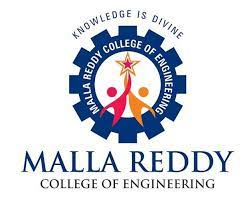 KNOWLEDGE IS DIVINE
MALLA REDDY COLLEGE OF ENGINEERING
MALLA REDDY
COLLEGE OF ENGINEERING